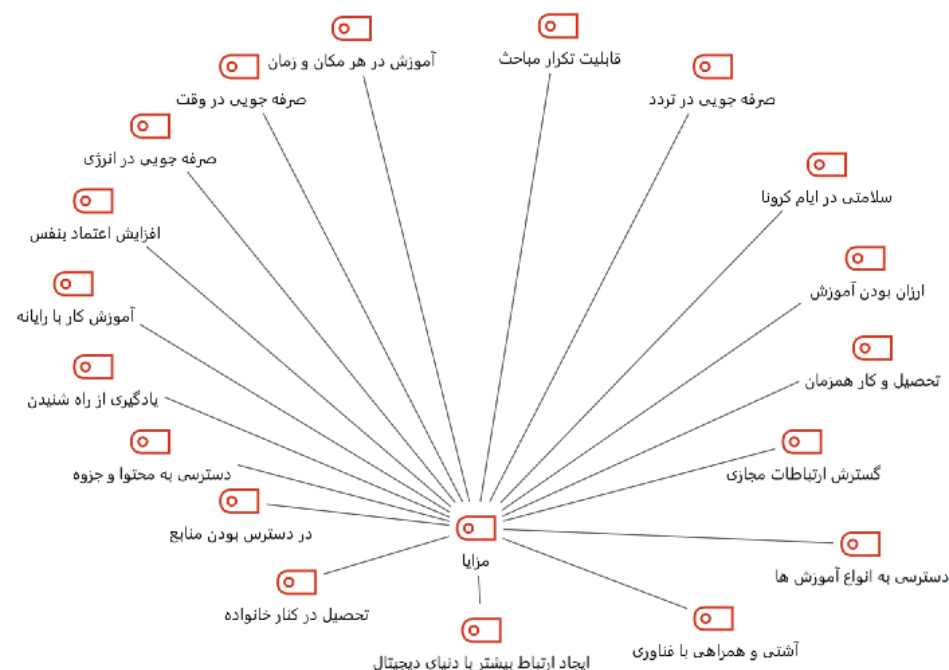 قابلیت تکرار مباحث
آموزش در هر مکان و زمان
صرفه جویی در تردد
صرفه جویی در وقت
صرفه جویی در انرژی
سلامتی در ایام کرونا
افزایش اعتماد بنفس
ارزان بودن آموزش
آموزش کار با رایانه
تحصیل و کار همزمان
یادگیری از راه شنیدن
گسترش ارتباطات مجازی
دسترسی به محتوا و جزوه
در دسترس بودن منابع
مزایا
دسترسی به انواع آموزش ها
تحصیل در کنار خانواده
آشتی و همراهی با فناوری
ایجاد ارتباط بیشتر با دنیای دیجیتال